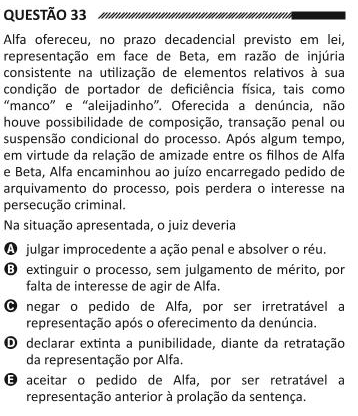 QUESTÃO 33
Alfa ofereceu, no prazo decadencial previsto em lei,
representação em face de Beta, em razão de injúria
consistente na utilização de elementos relativos à sua
condição de portador de deficiência física, tais como
“manco” e “aleijadinho”. Oferecida a denúncia, não
houve possibilidade de composição, transação penal ou
suspensão condicional do processo. Após algum tempo,
em virtude da relação de amizade entre os filhos de Alfa
e Beta, Alfa encaminhou ao juízo encarregado pedido de
arquivamento do processo, pois perdera o interesse na
persecução criminal.
Na situação apresentada, o juiz deveria
A julgar improcedente a ação penal e absolver o réu.
B extinguir o processo, sem julgamento de mérito, por
falta de interesse de agir de Alfa.
C negar o pedido de Alfa, por ser irretratável a
representação após o oferecimento da denúncia.
D declarar extinta a punibilidade, diante da retratação
da representação por Alfa.
E aceitar o pedido de Alfa, por ser retratável a
representação anterior à prolação da sentença.